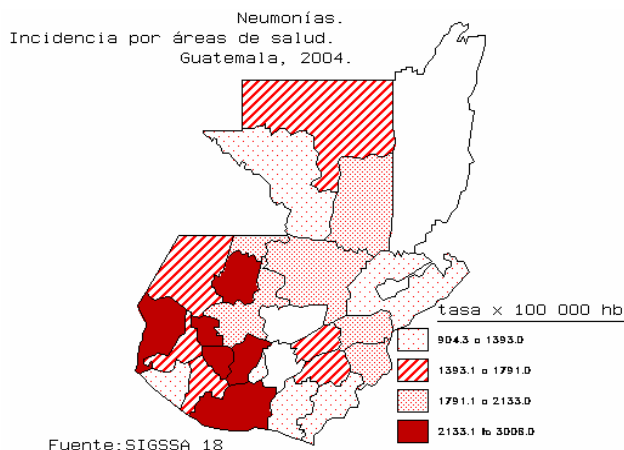 Neumonías.
Incidencia por áreas de salud.
Guatemala, 2004.
tasa x 100 000 hb
904.3 a 1393.0
1393.1 a 1791.0
1791.1 a 2133.0
2133.1 to 3006.0
Fuente:SIGSSA 18